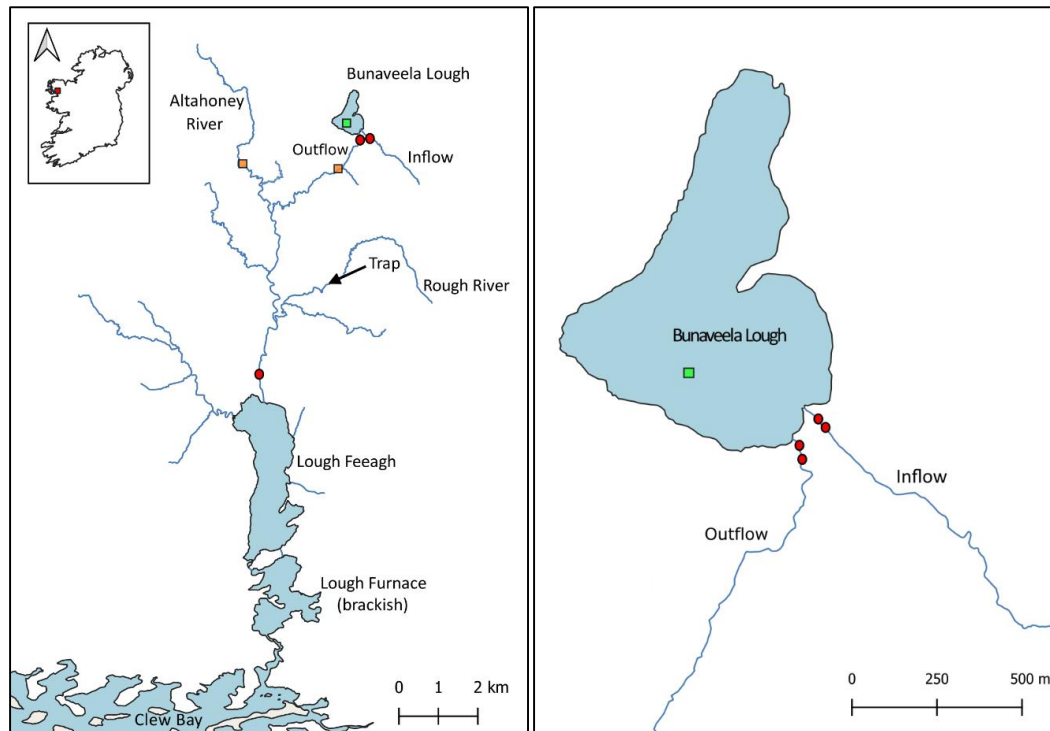 Bunaveela Lough
Altahoney
River
Outflow
Inflow
Trap
Rough River
Lough Feeagh
Lough Furnace
(brackish)
0 1 2 km
Clew Bay
Bunaveela Lough
Inflow
Outflow
0 250 500 m